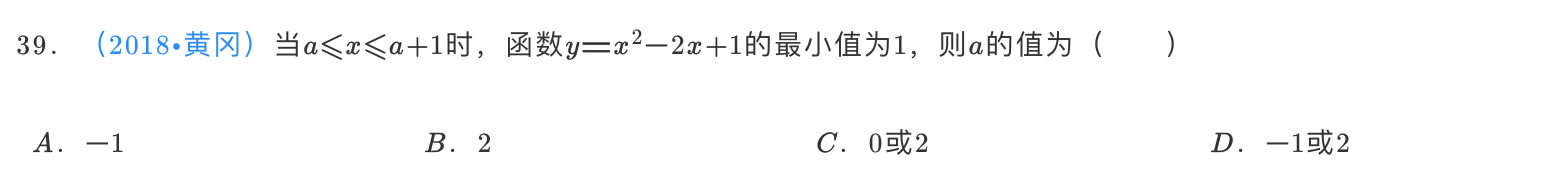 39. （2018•黄冈）当a⩽x⩽a+1时，函数y=x²−2x+1的最小值为1，则a的值为（　　）
A. −1　　B. 2　　C. 0或2　　D. −1或2